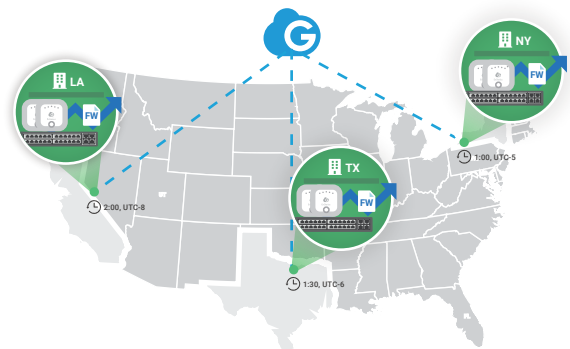 G
NY
FW
LA
FW
1:00, UTC-5
TX
FW
2:00, UTC-8
1:30, UTC-6